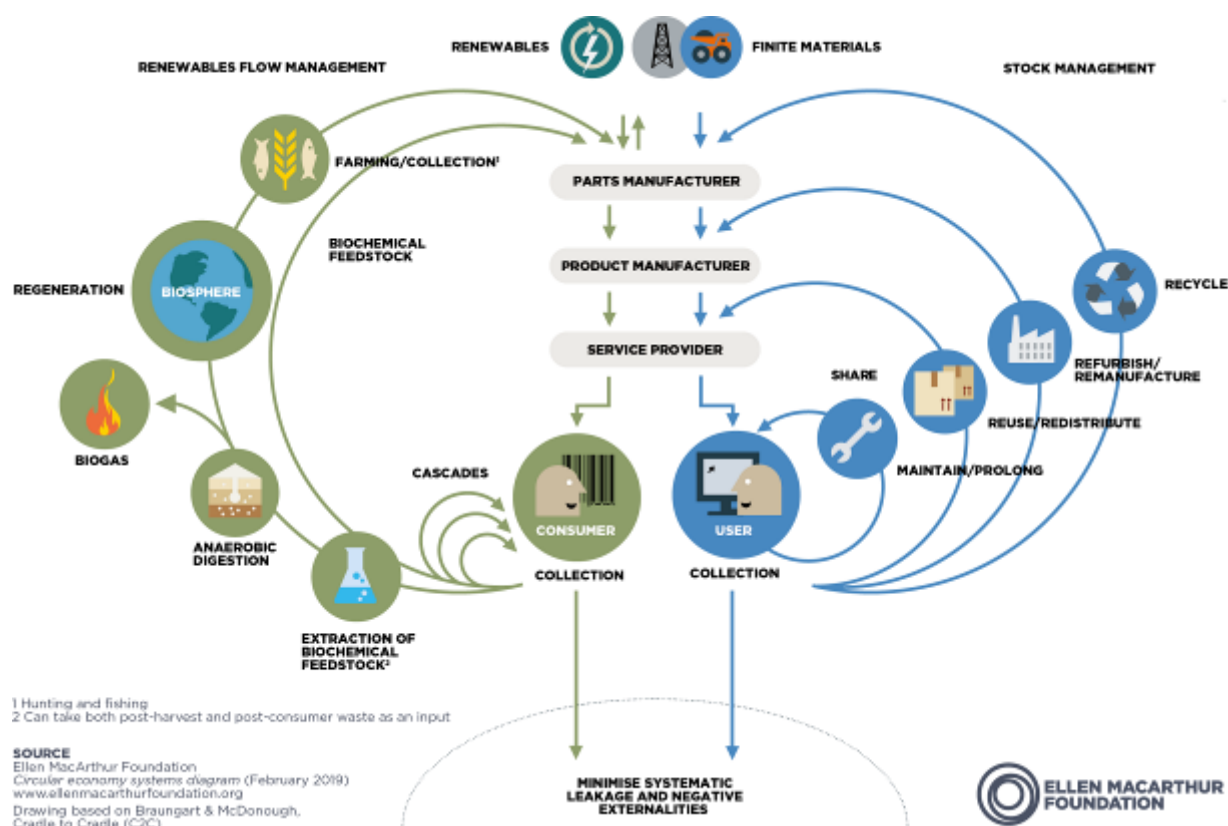 RENEWABLES
FINITE MATERIALS
RENEWABLES FLOW MANAGEMENT
STOCK MANAGEMENT
FARMING/COLLECTION¹
PARTS MANUFACTURER
BIOCHEMICAL
FEEDSTOCK
PRODUCT MANUFACTURER
REGENERATION
BIOSPHERE
RECYCLE
SERVICE PROVIDER
SHARE
REFURBISH/
REMANUFACTURE
REUSE/REDISTRIBUTE
BIOGAS
CASCADES
MAINTAIN/PROLONG
CONSUMER
USER
ANAEROBIC
DIGESTION
COLLECTION
COLLECTION
EXTRACTION OF
BIOCHEMICAL
FEEDSTOCK²
1 Hunting and fishing
2 Can take both post-harvest and post-consumer waste as an input
SOURCE
Ellen MacArthur Foundation
Circular economy systems diagram (February 2019)
www.ellenmacarthurfoundation.org
Drawing based on Braungart & McDonough,
Cradle to Cradle (C2C)
MINIMISE SYSTEMATIC
LEAKAGE AND NEGATIVE
EXTERNALITIES
ELLEN MACARTHUR
FOUNDATION